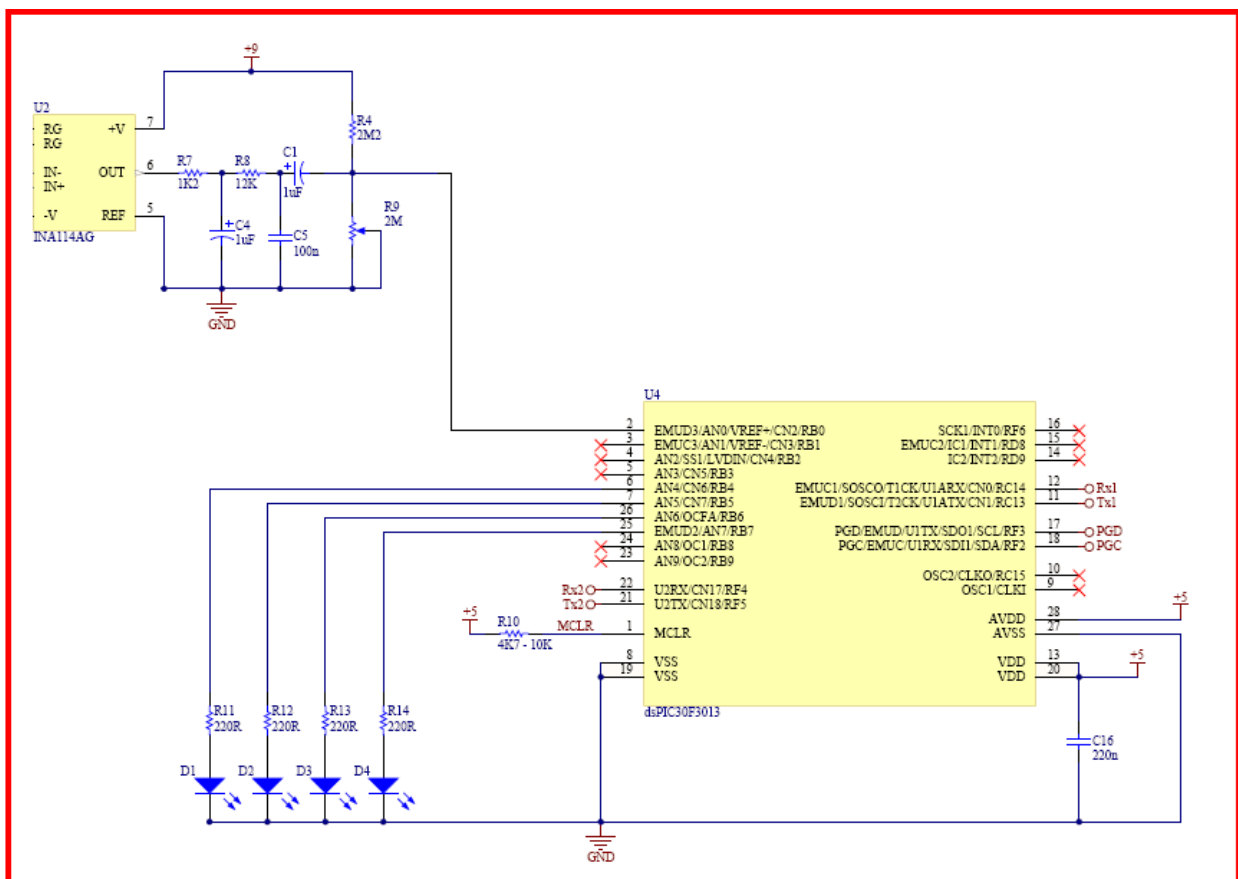 +9
U2
RG +V 7
RG
IN- OUT 6
IN+
-V REF 5
INA114AG
R7
1K2
R8
12K
C1
+
1uF
R4
2M2
R9
2M
+
C4
1uF
C5
100n
GND
U4
2 EMUD3/AN0/VREF+/CN2/RB0
3 EMUC3/AN1/VREF-/CN3/RB1
4 AN2/SS1/LVDIN/CN4/RB2
5 AN3/CN5/RB3
6 AN4/CN6/RB4
7 AN5/CN7/RB5
26 AN6/OCFA/RB6
25 EMUD2/AN7/RB7
24 AN8/OC1/RB8
23 AN9/OC2/RB9
Rx2 22 U2RX/CN17/RF4
Tx2 21 U2TX/CN18/RF5
+5
R10
4K7 - 10K
MCLR 1 MCLR
8 VSS
19 VSS
SCK1/INT0/RF6 16
EMUC2/IC1/INT1/RD8 15
IC2/INT2/RD9 14
EMUC1/SOSCO/T1CK/U1ARX/CN0/RC14 12 Rx1
EMUD1/SOSCI/T2CK/U1ATX/CN1/RC13 11 Tx1
PGD/EMUD/U1TX/SDO1/SCL/RF3 17 PGD
PGC/EMUC/U1RX/SDI1/SDA/RF2 18 PGC
OSC2/CLKO/RC15 10
OSC1/CLKI 9
AVDD 28 +5
AVSS 27
VDD 13
VDD 20 +5
dsPIC30F3013
R11
220R
R12
220R
R13
220R
R14
220R
C16
220n
D1
D2
D3
D4
GND